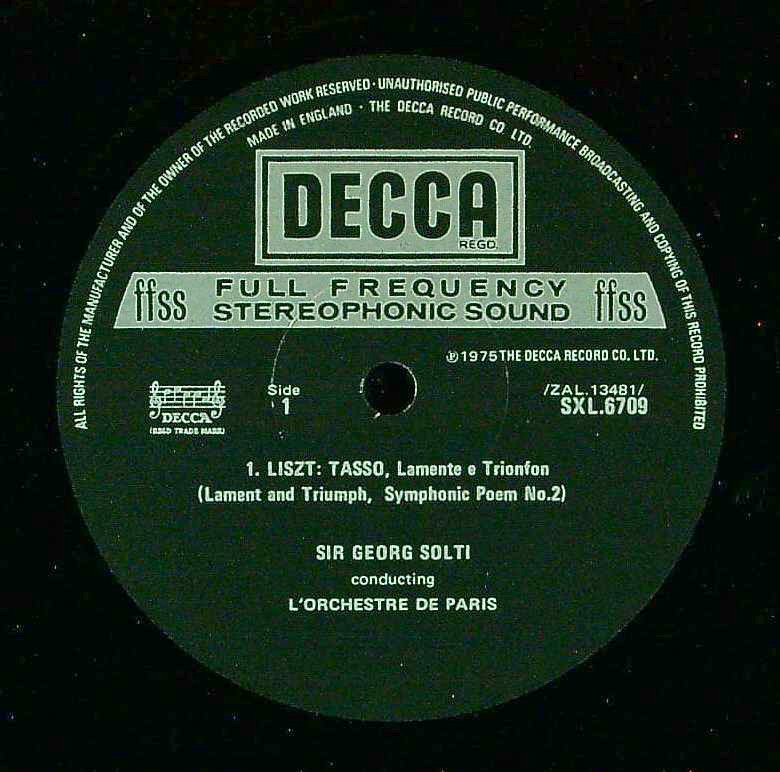 ALL RIGHTS OF THE MANUFACTURER AND OF THE OWNER OF THE RECORDED WORK RESERVED · UNAUTHORISED PUBLIC PERFORMANCE BROADCASTING AND COPYING OF THIS RECORD PROHIBITED
MADE IN ENGLAND · THE DECCA RECORD CO LTD.
DECCA
REGD.
ffss FULL FREQUENCY ffss
STEREOPHONIC SOUND
℗ 1975 THE DECCA RECORD CO. LTD.
DECCA
(REGD TRADE MARK)
Side
1
/ZAL.13481/
SXL.6709
1. LISZT: TASSO, Lamente e Trionfon
(Lament and Triumph, Symphonic Poem No.2)
SIR GEORG SOLTI
conducting
L'ORCHESTRE DE PARIS